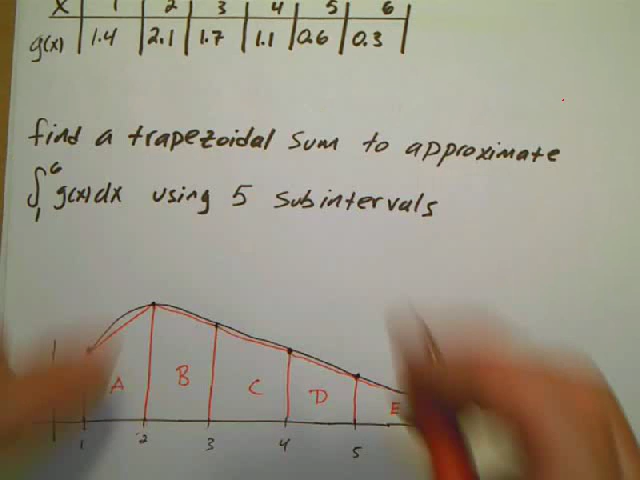 x 1 2 3 4 5 6
g(x) 1.4 2.1 1.7 1.1 0.6 0.3
find a trapezoidal sum to approximate
∫₁⁶ g(x)dx using 5 subintervals
A B C D E
1 2 3 4 5